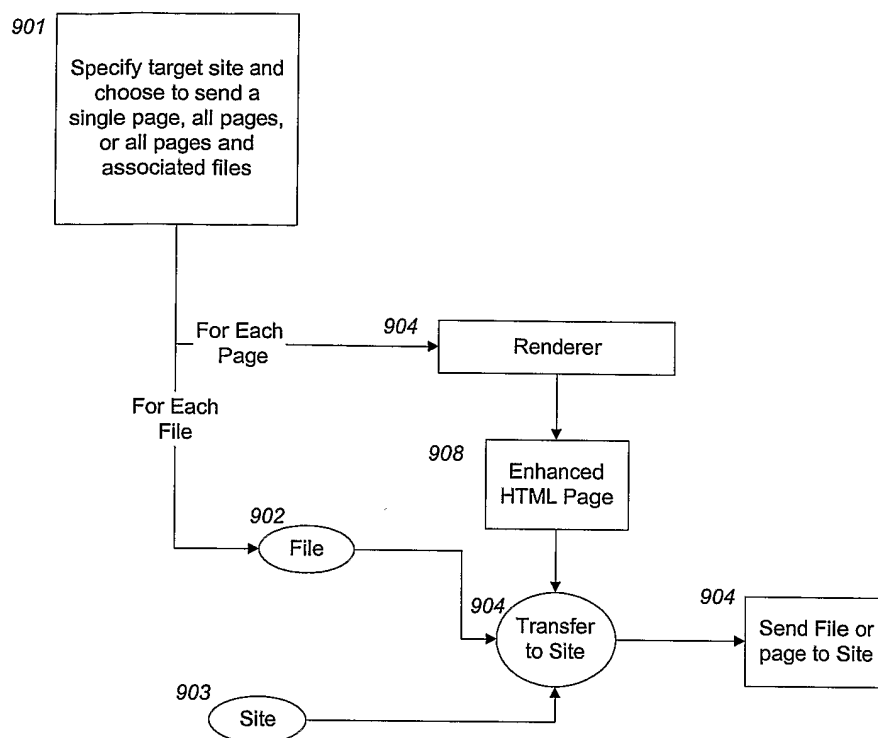 901
Specify target site and
choose to send a
single page, all pages,
or all pages and
associated files
For Each
Page
904
Renderer
For Each
File
908
Enhanced
HTML Page
902
File
904
Transfer
to Site
904
Send File or
page to Site
903
Site